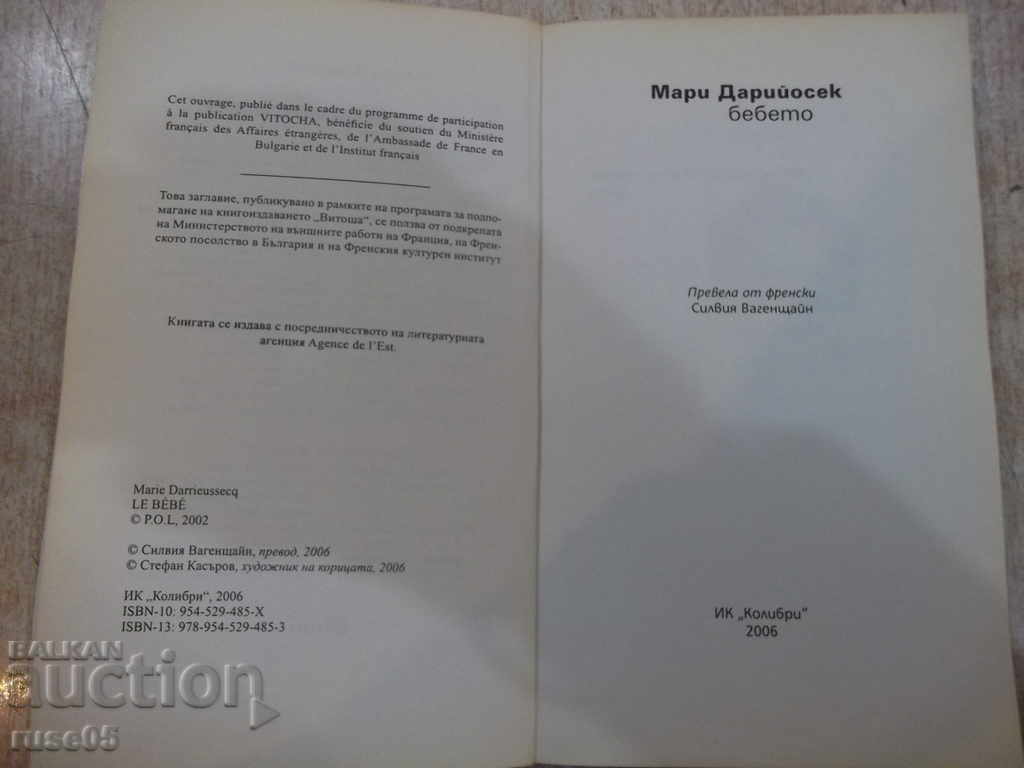 Cet ouvrage, publié dans le cadre du programme de participation
à la publication VITOCHA, bénéficie du soutien du Ministère
français des Affaires étrangères, de l'Ambassade de France en
Bulgarie et de l'Institut français
Това заглавие, публикувано в рамките на програмата за подпо-
магане на книгоиздаването „Витоша“, се ползва от подкрепата
на Министерството на външните работи на Франция, на Френ-
ското посолство в България и на Френския културен институт
Книгата се издава с посредничеството на литературната
агенция Agence de l'Est.
Marie Darrieussecq
LE BÉBÉ
© P.O.L, 2002
© Силвия Вагенщайн, превод, 2006
© Стефан Касъров, художник на корицата, 2006
ИК „Колибри“, 2006
ISBN-10: 954-529-485-X
ISBN-13: 978-954-529-485-3
Мари Дарийосек
бебето
Превела от френски
Силвия Вагенщайн
ИК „Колибри“
2006
BALKAN
auction
ruse05